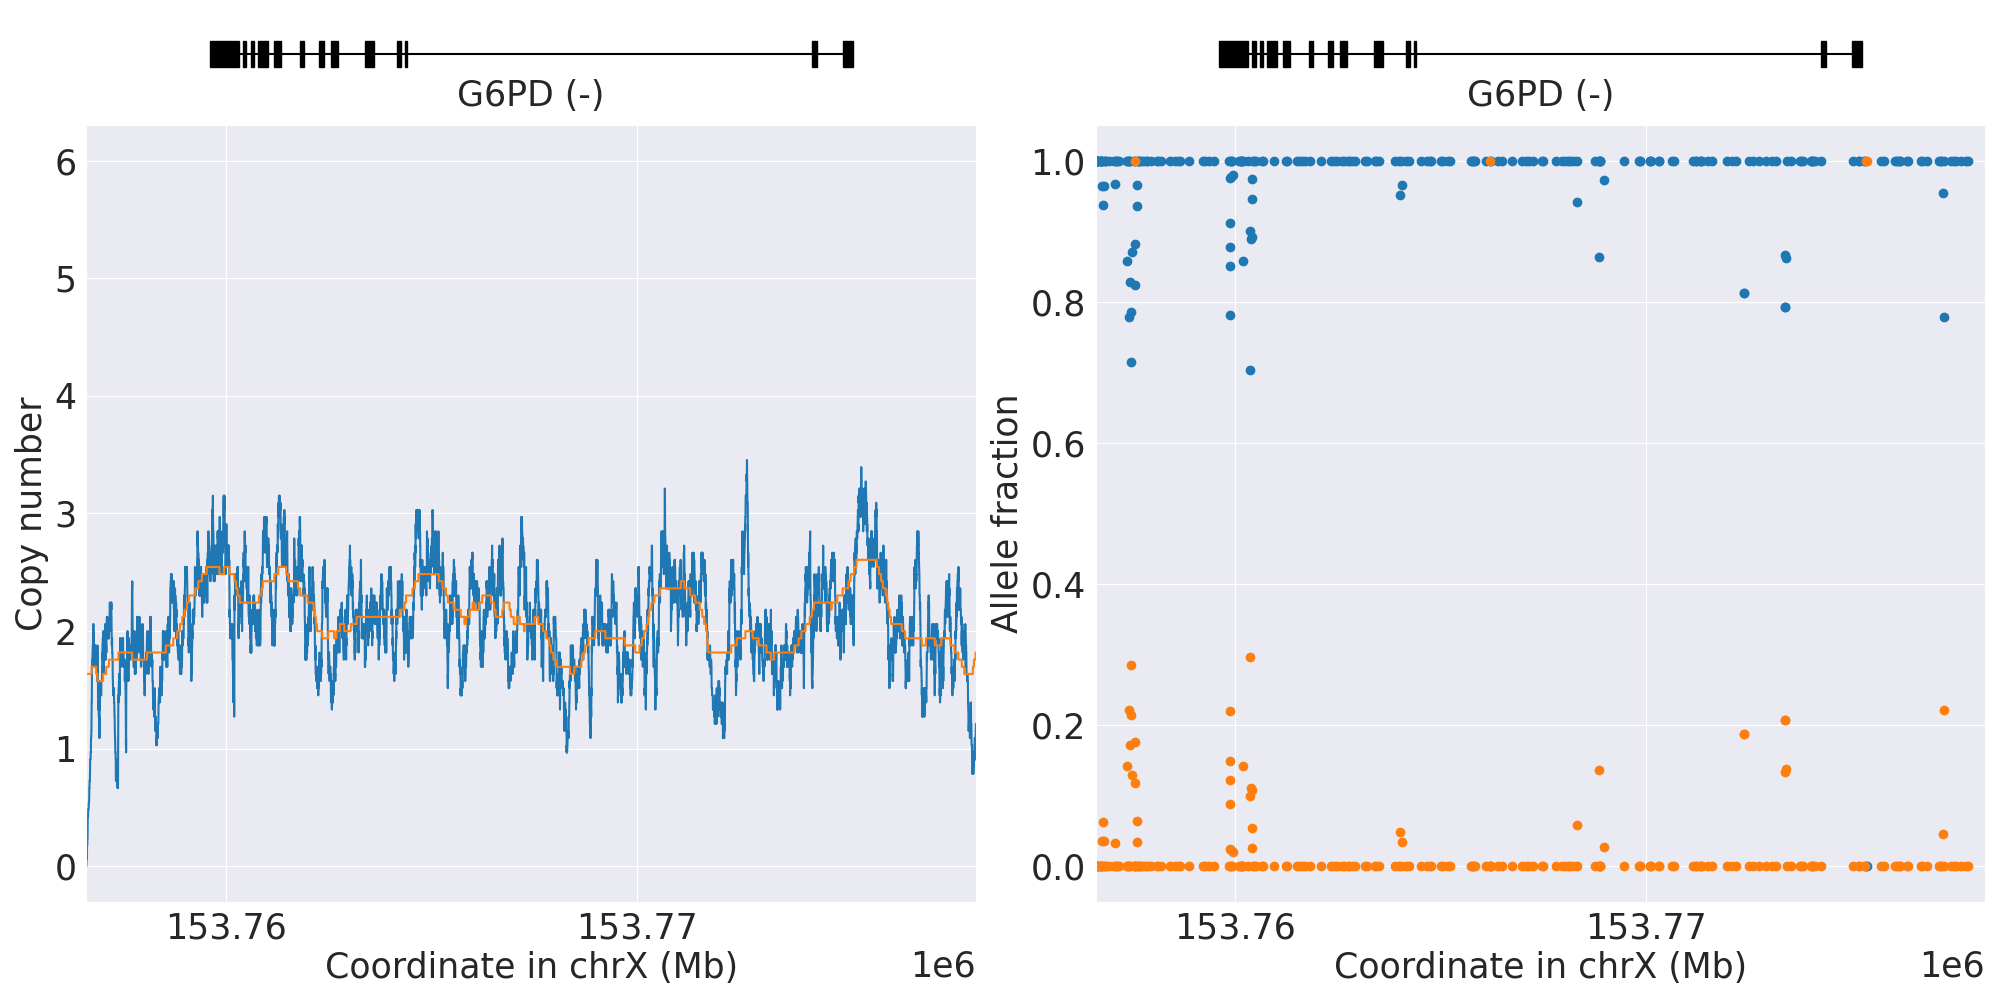 G6PD (-)
6
5
4
3
2
1
0
Copy number
153.76
153.77
Coordinate in chrX (Mb)
1e6
G6PD (-)
1.0
0.8
0.6
0.4
0.2
0.0
Allele fraction
153.76
153.77
Coordinate in chrX (Mb)
1e6